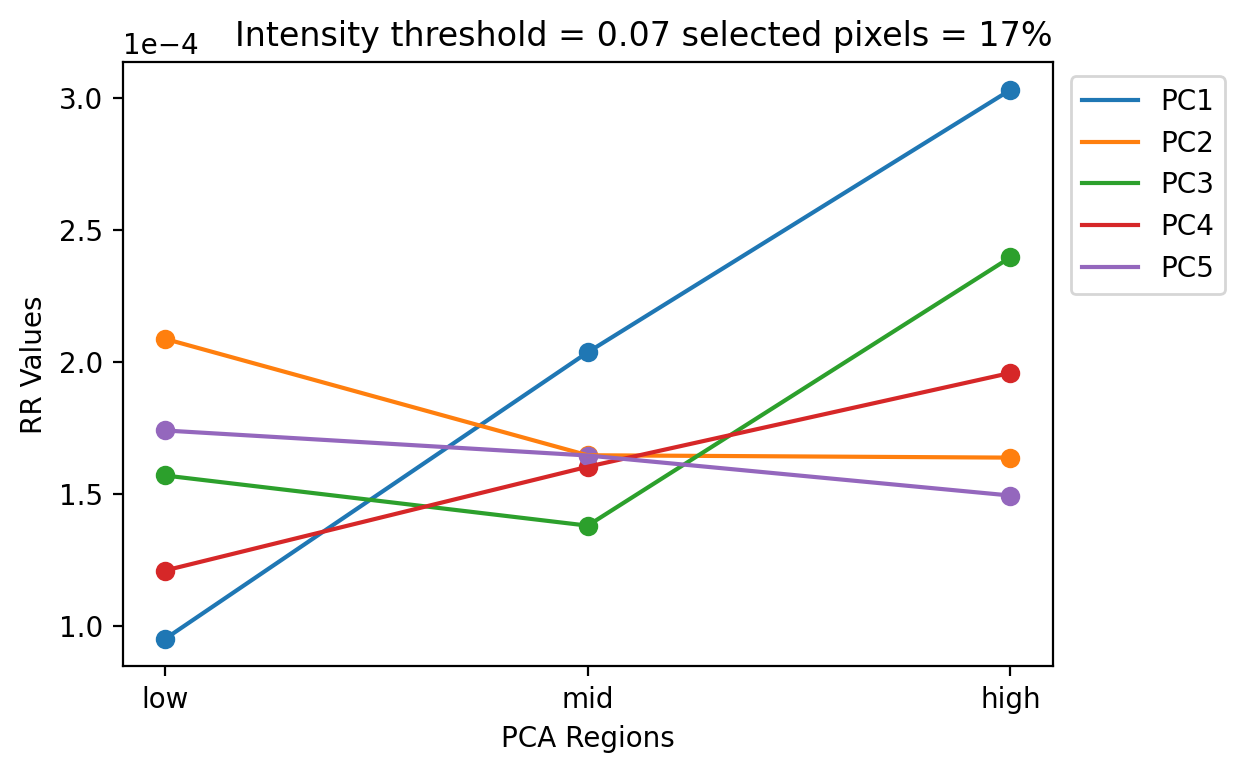 1e−4
Intensity threshold = 0.07 selected pixels = 17%
3.0
2.5
2.0
1.5
1.0
RR Values
low
mid
high
PCA Regions
PC1
PC2
PC3
PC4
PC5